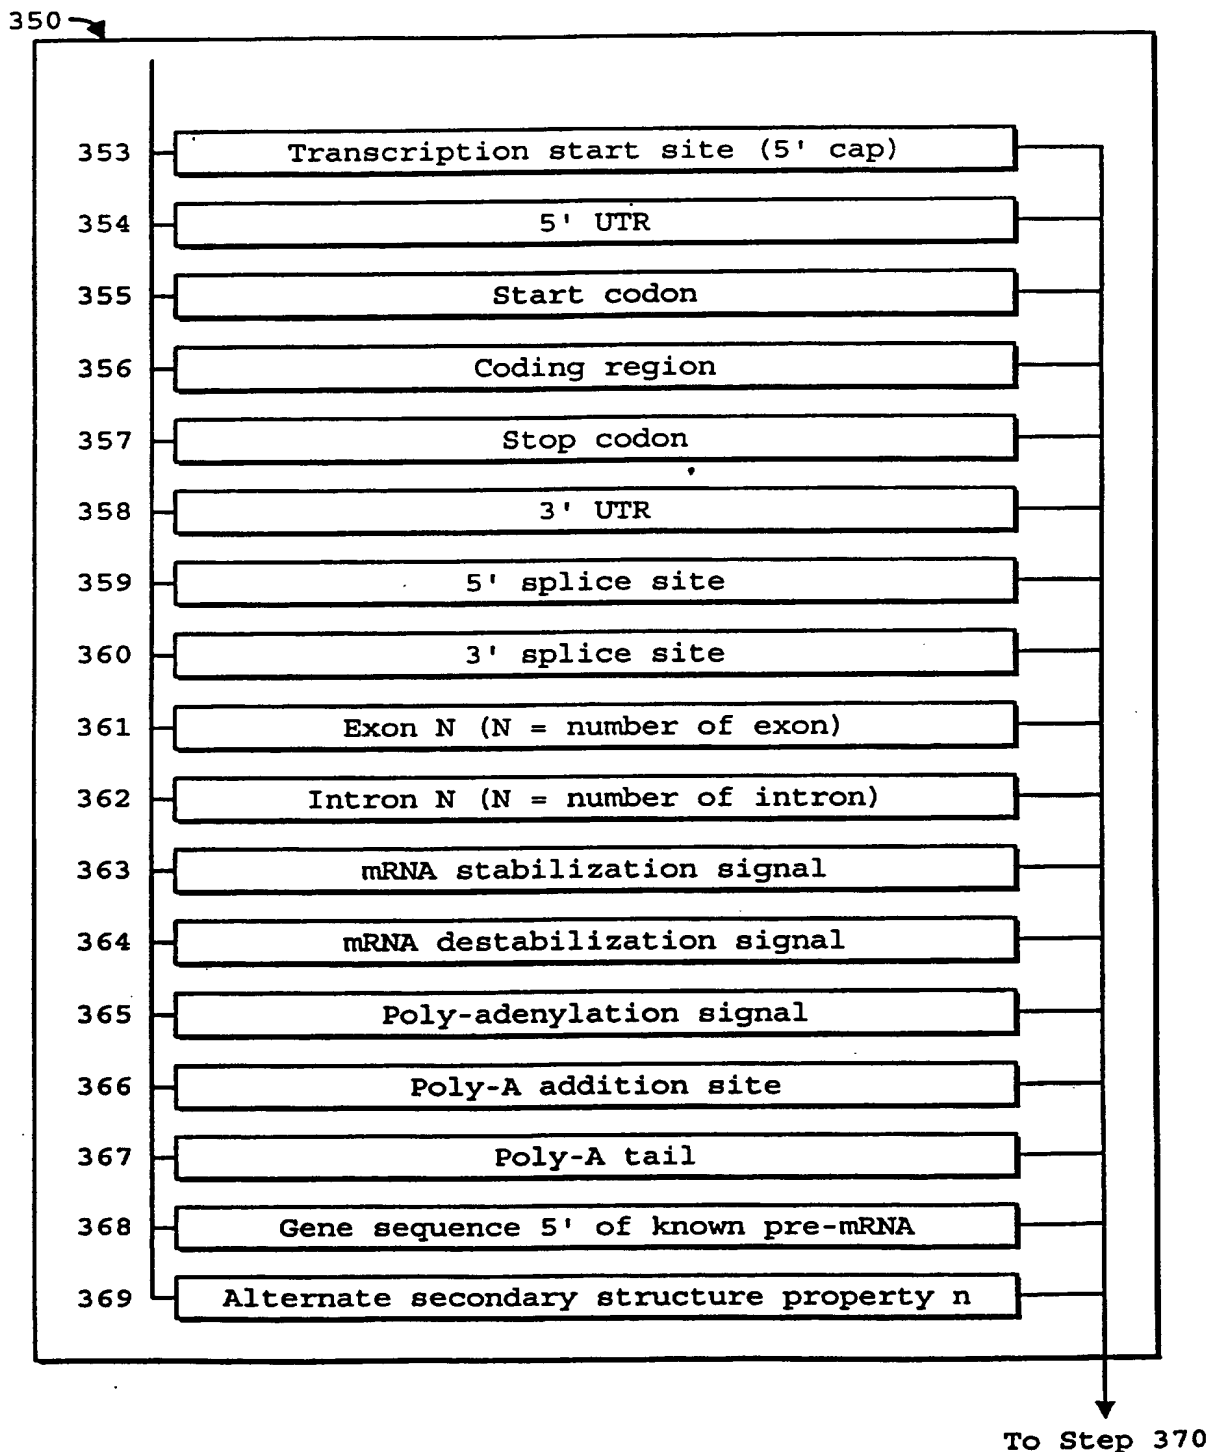 350
353 Transcription start site (5' cap)
354 5' UTR
355 Start codon
356 Coding region
357 Stop codon
358 3' UTR
359 5' splice site
360 3' splice site
361 Exon N (N = number of exon)
362 Intron N (N = number of intron)
363 mRNA stabilization signal
364 mRNA destabilization signal
365 Poly-adenylation signal
366 Poly-A addition site
367 Poly-A tail
368 Gene sequence 5' of known pre-mRNA
369 Alternate secondary structure property n
To Step 370